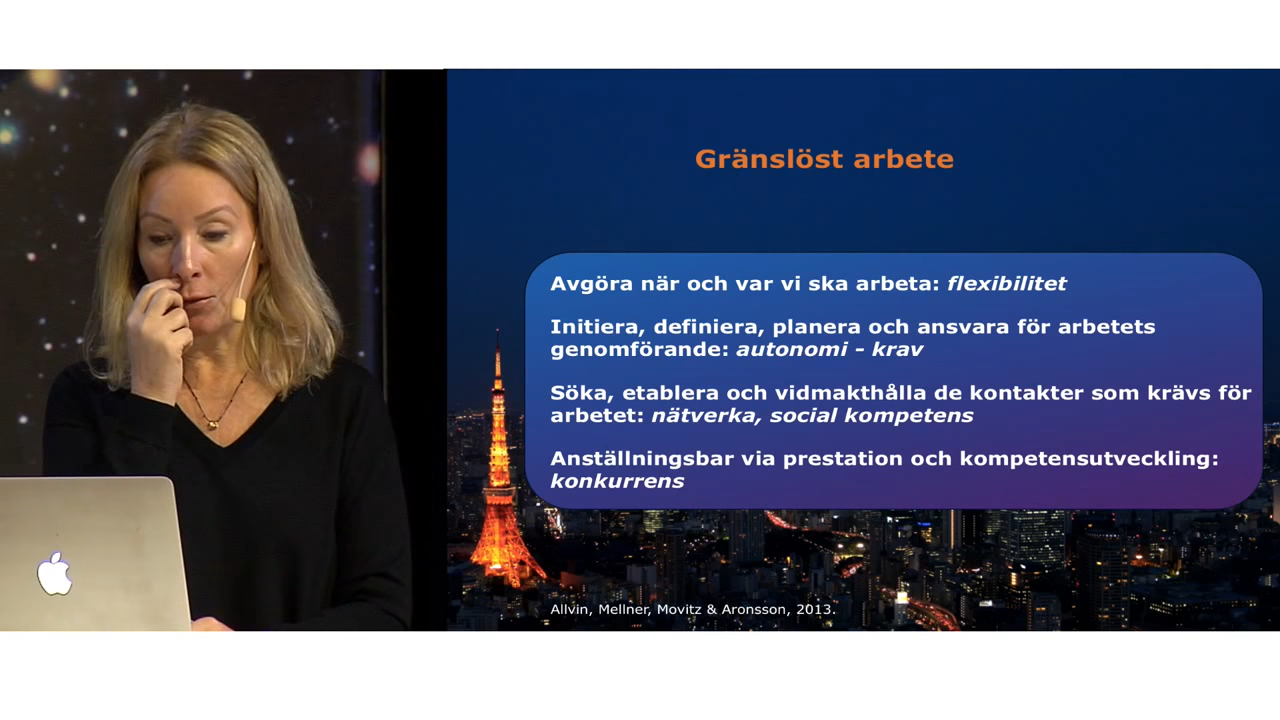 Gränslöst arbete
Avgöra när och var vi ska arbeta: flexibilitet
Initiera, definiera, planera och ansvara för arbetets
genomförande: autonomi - krav
Söka, etablera och vidmakthålla de kontakter som krävs för
arbetet: nätverka, social kompetens
Anställningsbar via prestation och kompetensutveckling:
konkurrens
Allvin, Mellner, Movitz & Aronsson, 2013.